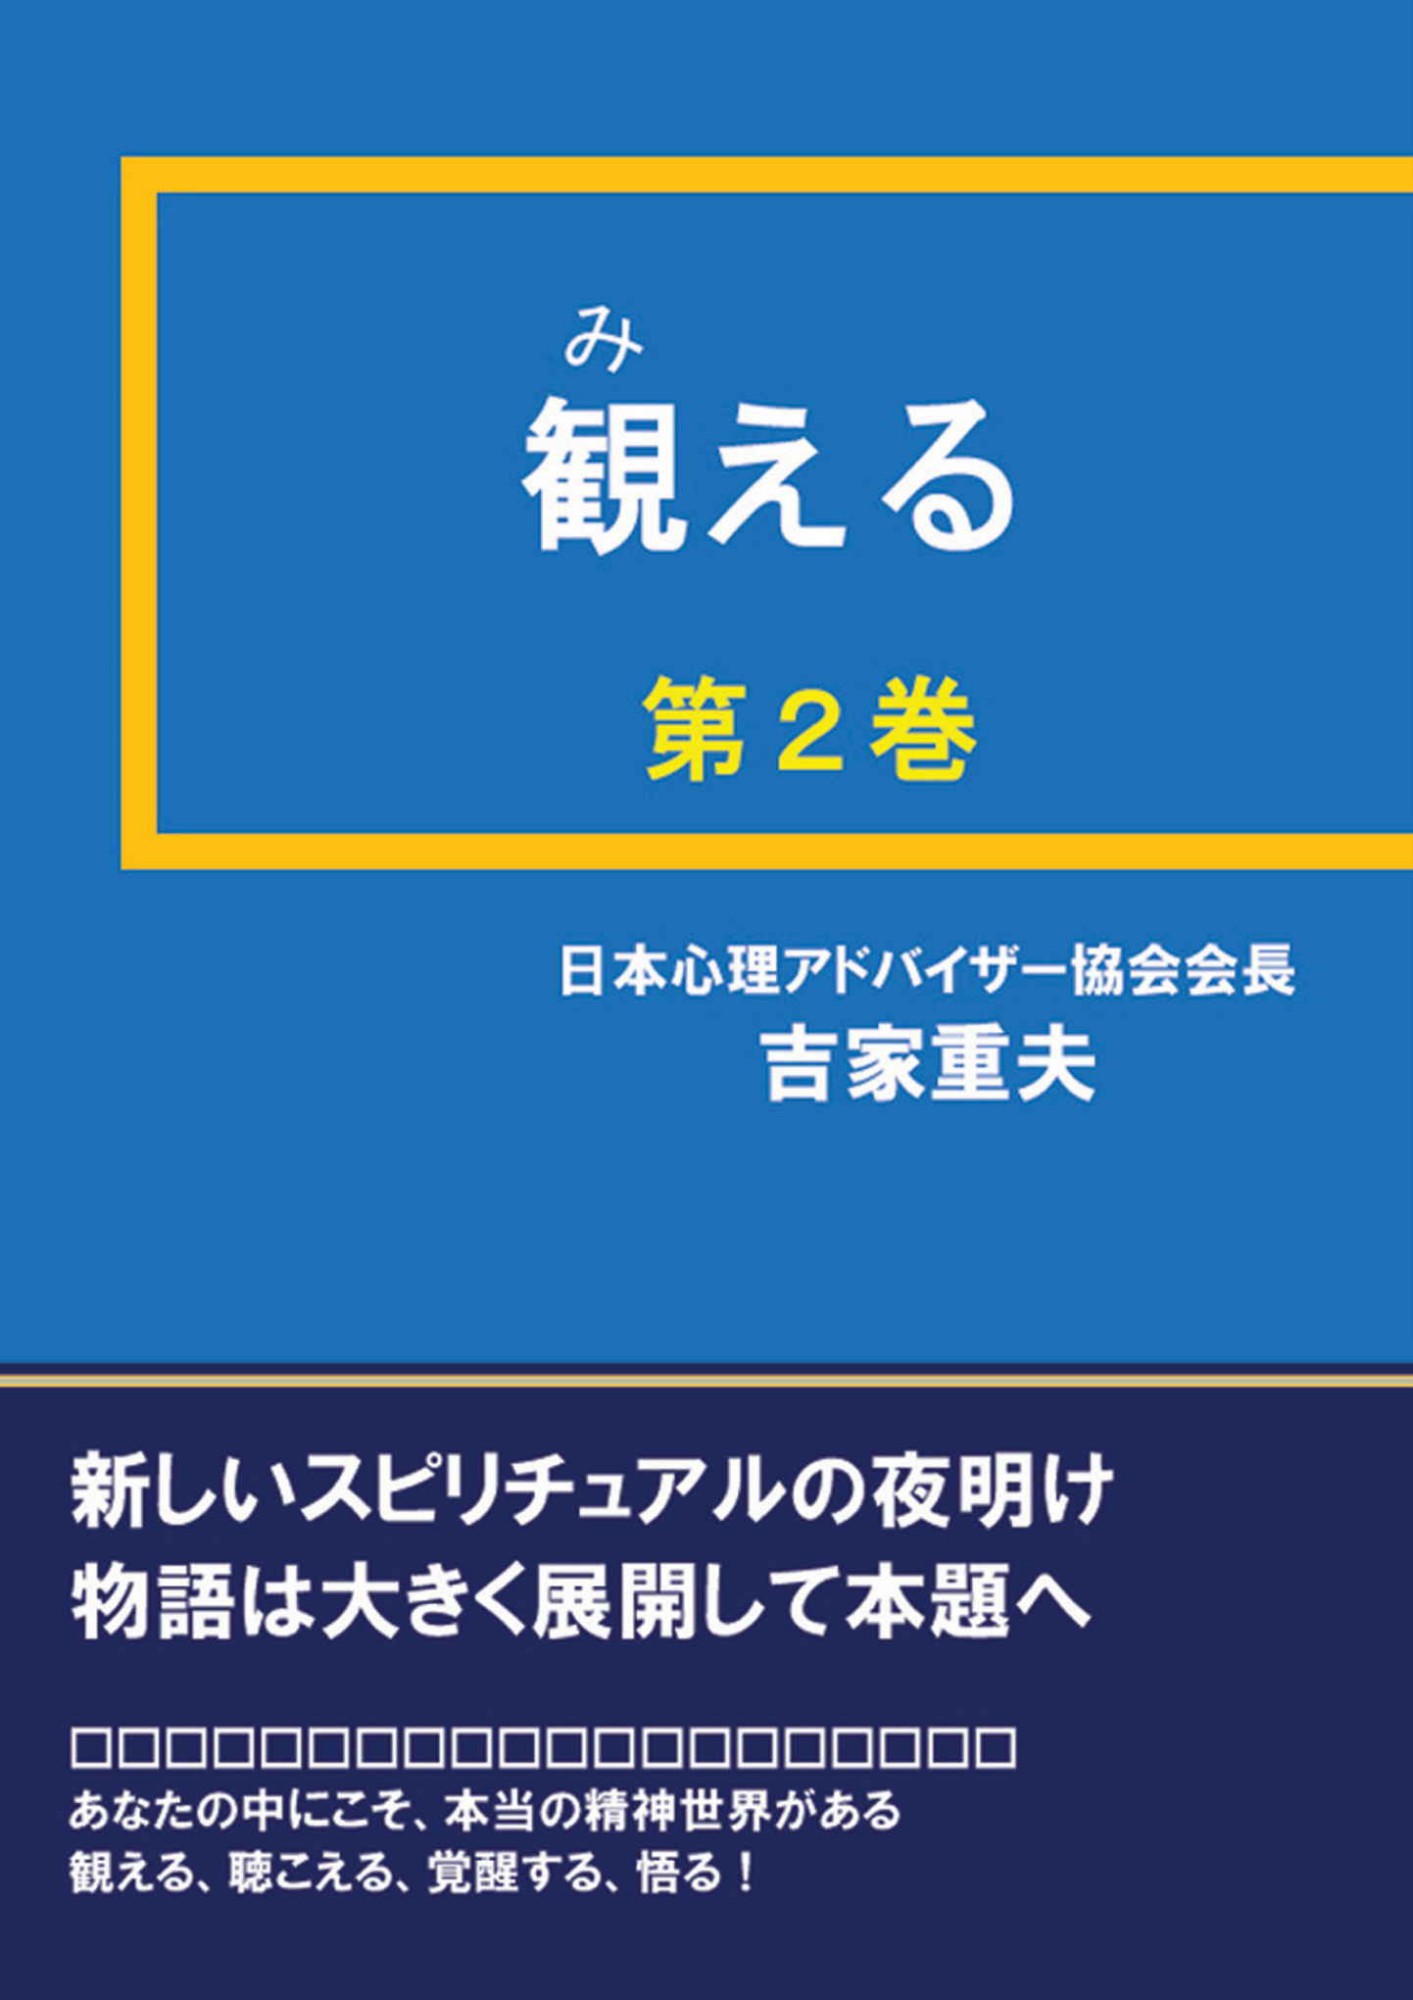 み
観える
第２巻
日本心理アドバイザー協会会長
吉家重夫
新しいスピリチュアルの夜明け
物語は大きく展開して本題へ
□□□□□□□□□□□□□□□□□□□□
あなたの中にこそ、本当の精神世界がある
観える、聴こえる、覚醒する、悟る！